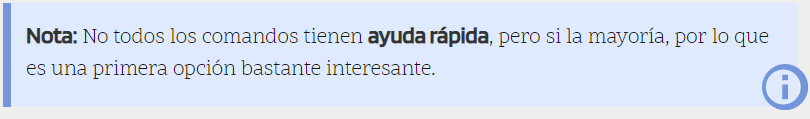 Nota: No todos los comandos tienen ayuda rápida, pero si la mayoría, por lo que
es una primera opción bastante interesante.